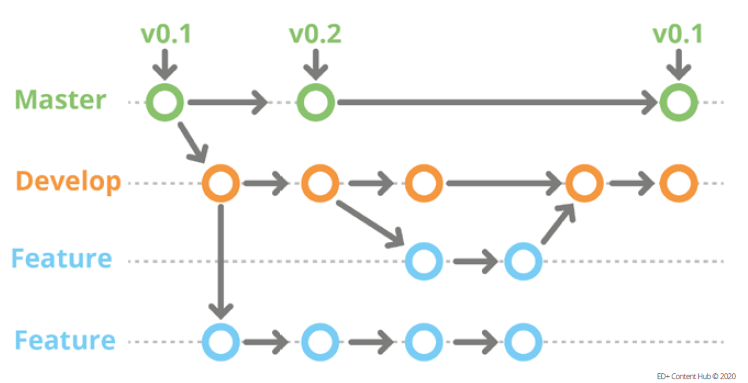 v0.1 v0.2 v0.1
Master
Develop
Feature
Feature
ED+ Content Hub © 2020